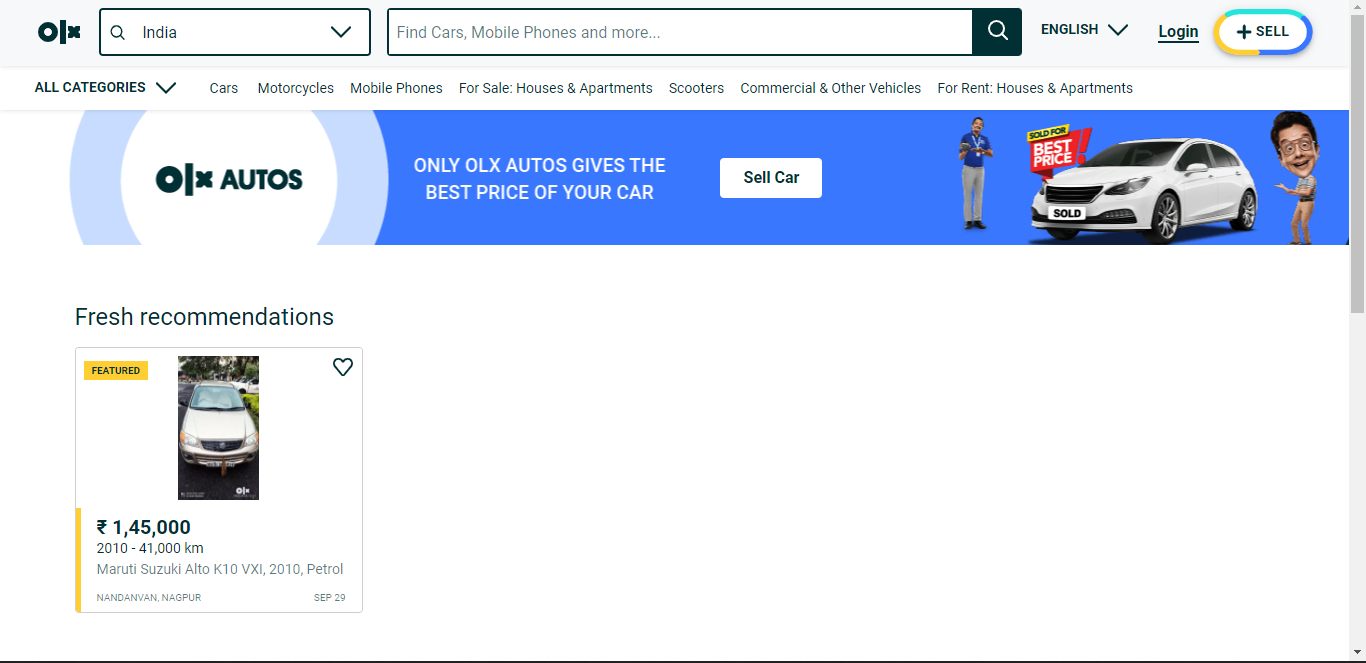 olx
India
Find Cars, Mobile Phones and more...
ENGLISH
Login
+ SELL
ALL CATEGORIES
Cars
Motorcycles
Mobile Phones
For Sale: Houses & Apartments
Scooters
Commercial & Other Vehicles
For Rent: Houses & Apartments
olx AUTOS
ONLY OLX AUTOS GIVES THE
BEST PRICE OF YOUR CAR
Sell Car
SOLD FOR
BEST
PRICE!
SOLD
Fresh recommendations
FEATURED
olx
₹ 1,45,000
2010 - 41,000 km
Maruti Suzuki Alto K10 VXI, 2010, Petrol
NANDANVAN, NAGPUR
SEP 29